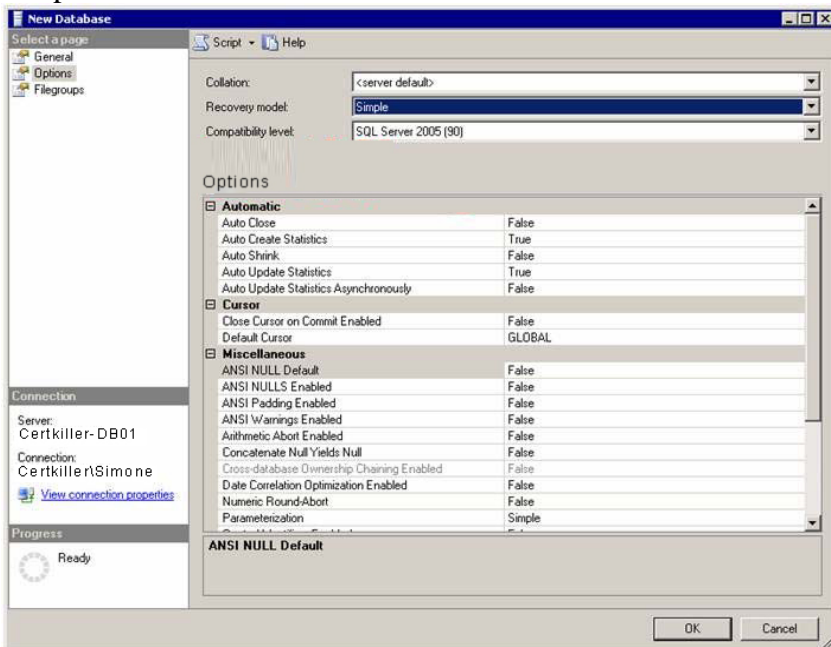 New Database
Select a page
General
Options
Filegroups
Script Help
Collation: <server default>
Recovery model: Simple
Compatibility level: SQL Server 2005 (90)
Options
Automatic
Auto Close False
Auto Create Statistics True
Auto Shrink False
Auto Update Statistics True
Auto Update Statistics Asynchronously False
Cursor
Close Cursor on Commit Enabled False
Default Cursor GLOBAL
Miscellaneous
ANSI NULL Default False
ANSI NULLS Enabled False
ANSI Padding Enabled False
ANSI Warnings Enabled False
Arithmetic Abort Enabled False
Concatenate Null Yields Null False
Cross-database Ownership Chaining Enabled False
Date Correlation Optimization Enabled False
Numeric Round-Abort False
Parameterization Simple
ANSI NULL Default
Connection
Server:
Certkiller-DB01
Connection:
Certkiller\Simone
View connection properties
Progress
Ready
OK Cancel